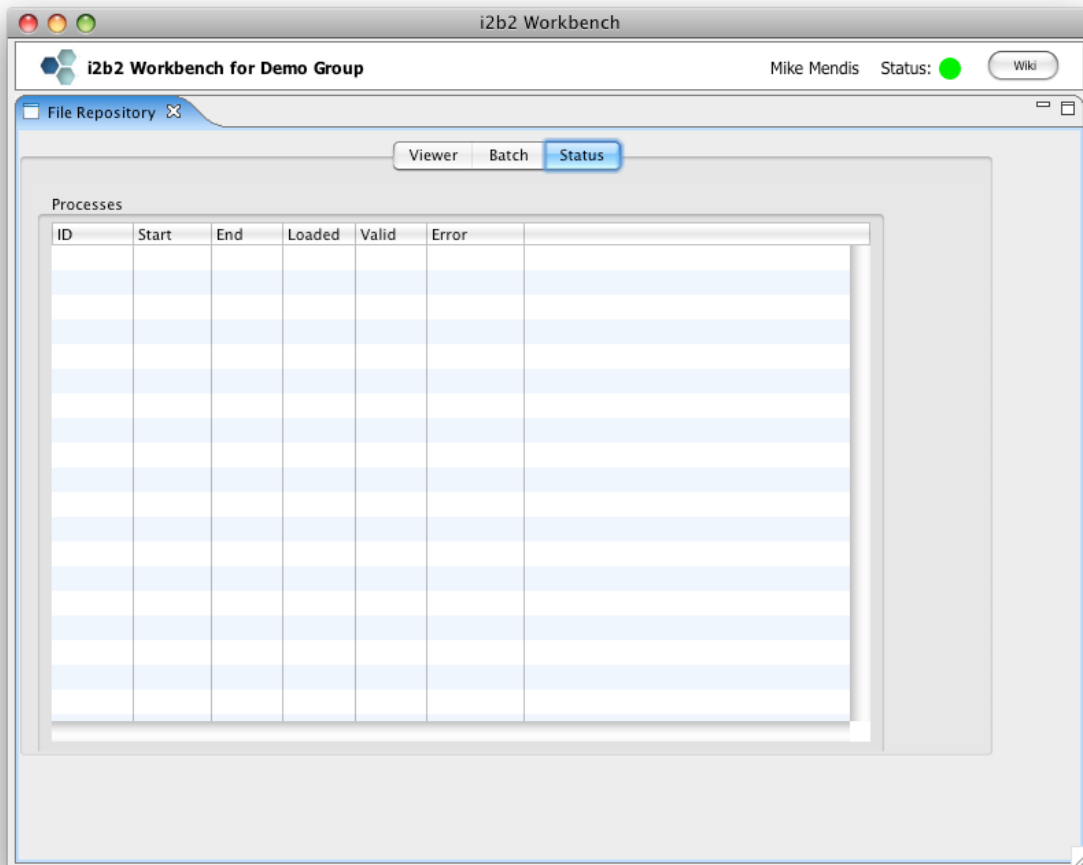 i2b2 Workbench
i2b2 Workbench for Demo Group Mike Mendis Status: Wiki
File Repository
Viewer Batch Status
Processes
ID Start End Loaded Valid Error